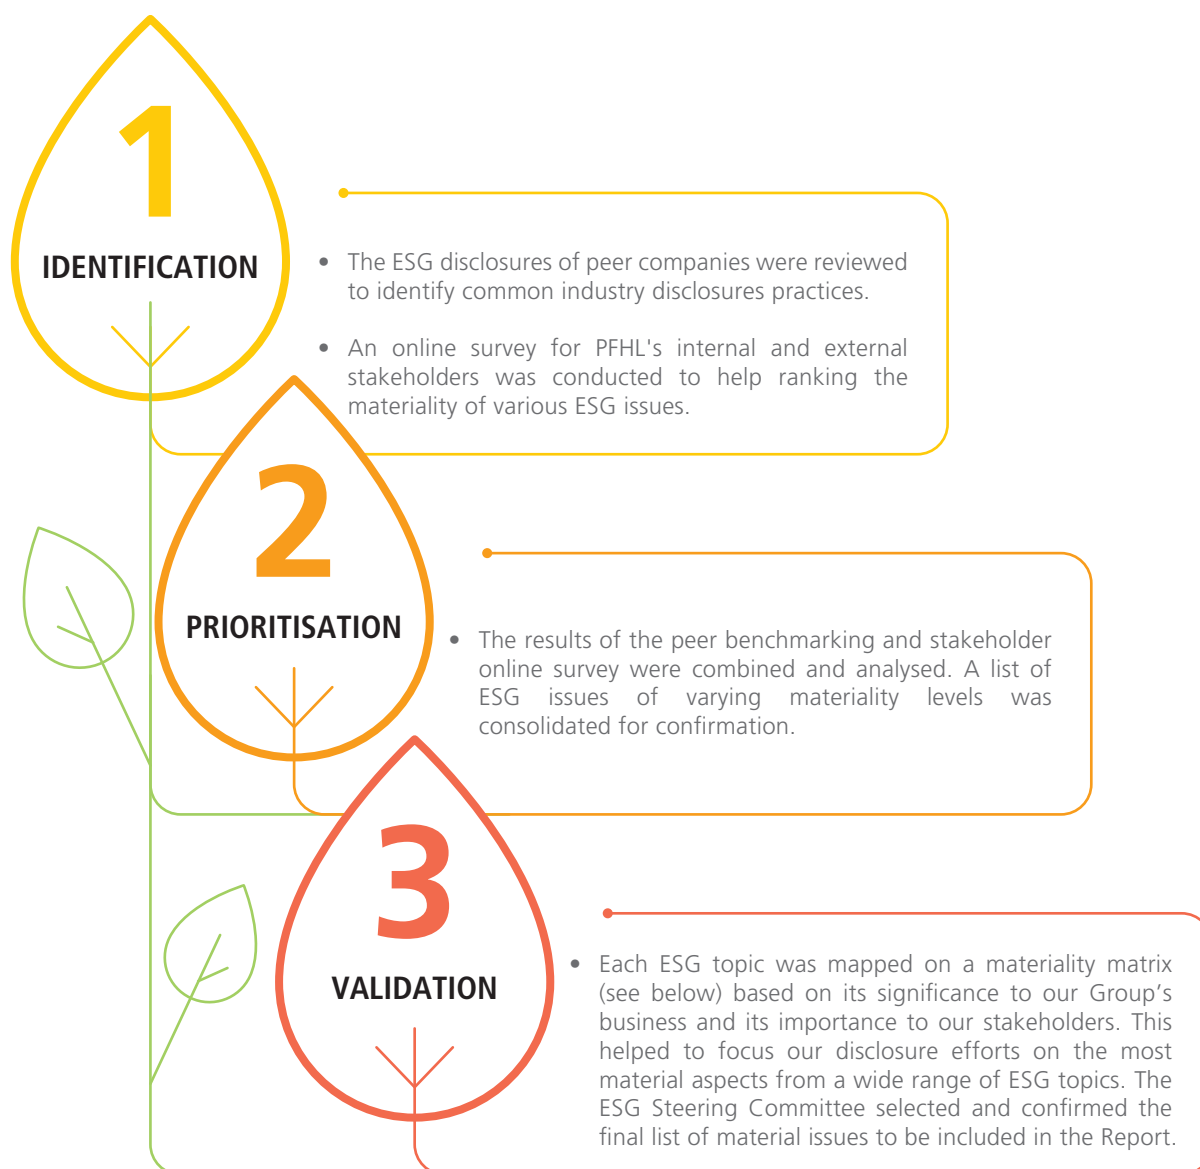 1
IDENTIFICATION
• The ESG disclosures of peer companies were reviewed
to identify common industry disclosures practices.
• An online survey for PFHL's internal and external
stakeholders was conducted to help ranking the
materiality of various ESG issues.
2
PRIORITISATION
• The results of the peer benchmarking and stakeholder
online survey were combined and analysed. A list of
ESG issues of varying materiality levels was
consolidated for confirmation.
3
VALIDATION
• Each ESG topic was mapped on a materiality matrix
(see below) based on its significance to our Group’s
business and its importance to our stakeholders. This
helped to focus our disclosure efforts on the most
material aspects from a wide range of ESG topics. The
ESG Steering Committee selected and confirmed the
final list of material issues to be included in the Report.